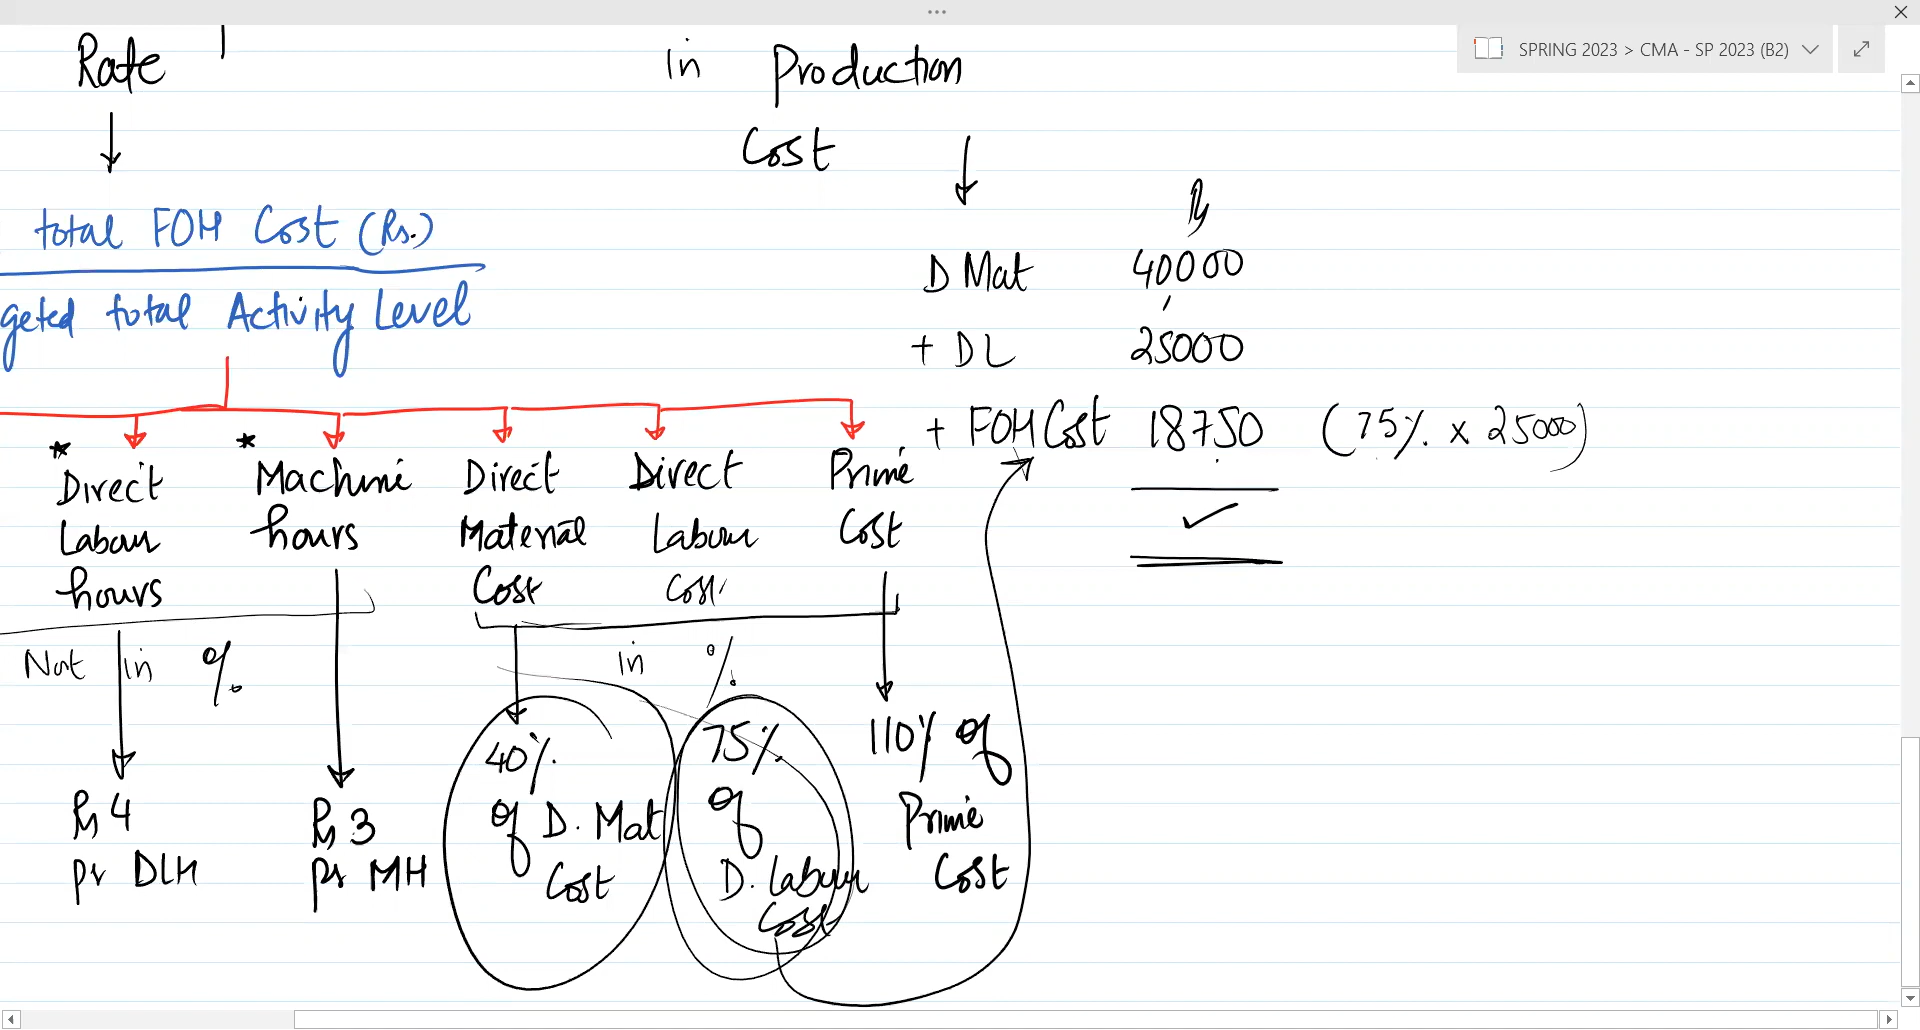 SPRING 2023 > CMA - SP 2023 (B2)
Rate
in Production
Cost
total FOH Cost (Rs.)
geted total Activity Level
Rs
D Mat 40000
+ DL 25000
+ FOH Cost 18750 (75% x 25000)
* Direct Labour hours
* Machine hours
Direct Material Cost
Direct Labour Cost
Prime Cost
Not in %
in %
Rs 4
pr DLH
Rs 3
pr MH
40%
of D. Mat
Cost
75%
of
D. Labour
Cost
110% of
Prime
Cost